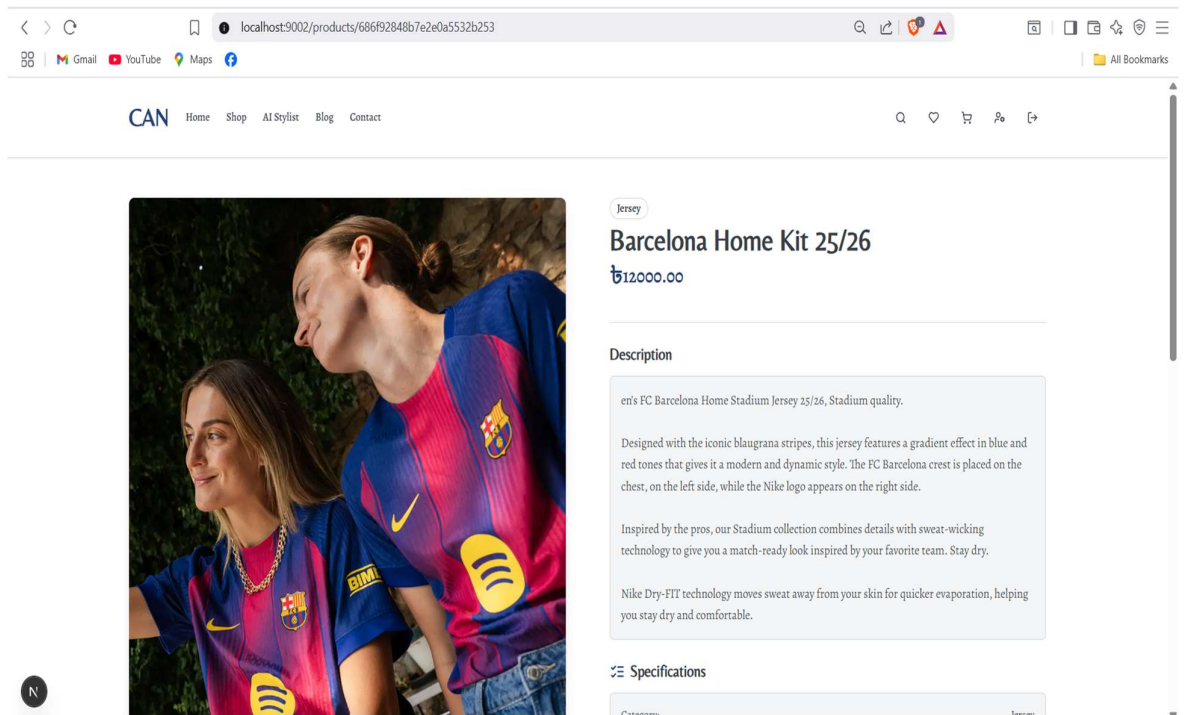 localhost:9002/products/686f92848b7e2e0a5532b253
Gmail YouTube Maps All Bookmarks
CAN Home Shop AI Stylist Blog Contact
Jersey
Barcelona Home Kit 25/26
৳12000.00
Description
en's FC Barcelona Home Stadium Jersey 25/26, Stadium quality.
Designed with the iconic blaugrana stripes, this jersey features a gradient effect in blue and
red tones that gives it a modern and dynamic style. The FC Barcelona crest is placed on the
chest, on the left side, while the Nike logo appears on the right side.
Inspired by the pros, our Stadium collection combines details with sweat-wicking
technology to give you a match-ready look inspired by your favorite team. Stay dry.
Nike Dry-FIT technology moves sweat away from your skin for quicker evaporation, helping
you stay dry and comfortable.
BIM
Specifications
N
Category:
Jersey